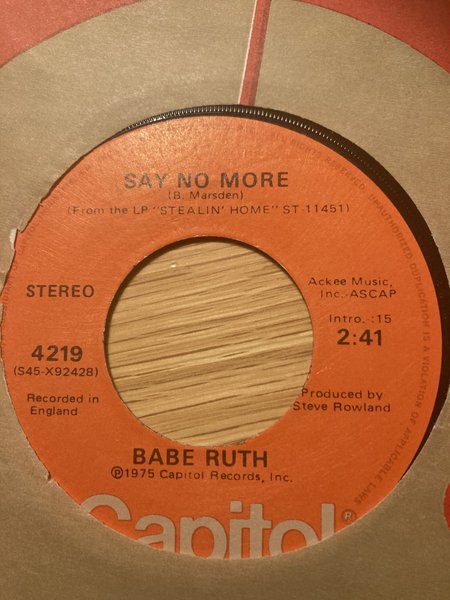 SAY NO MORE
(B. Marsden)
(From the LP "STEALIN' HOME" ST-11451)
STEREO
Ackee Music,
Inc.-ASCAP
Intro.-:15
2:41
4219
(S45-X92428)
Recorded in
England
Produced by
Steve Rowland
BABE RUTH
℗1975 Capitol Records, Inc.
Capitol®
UNAUTHORIZED DUPLICATION IS A VIOLATION OF APPLICABLE LAWS